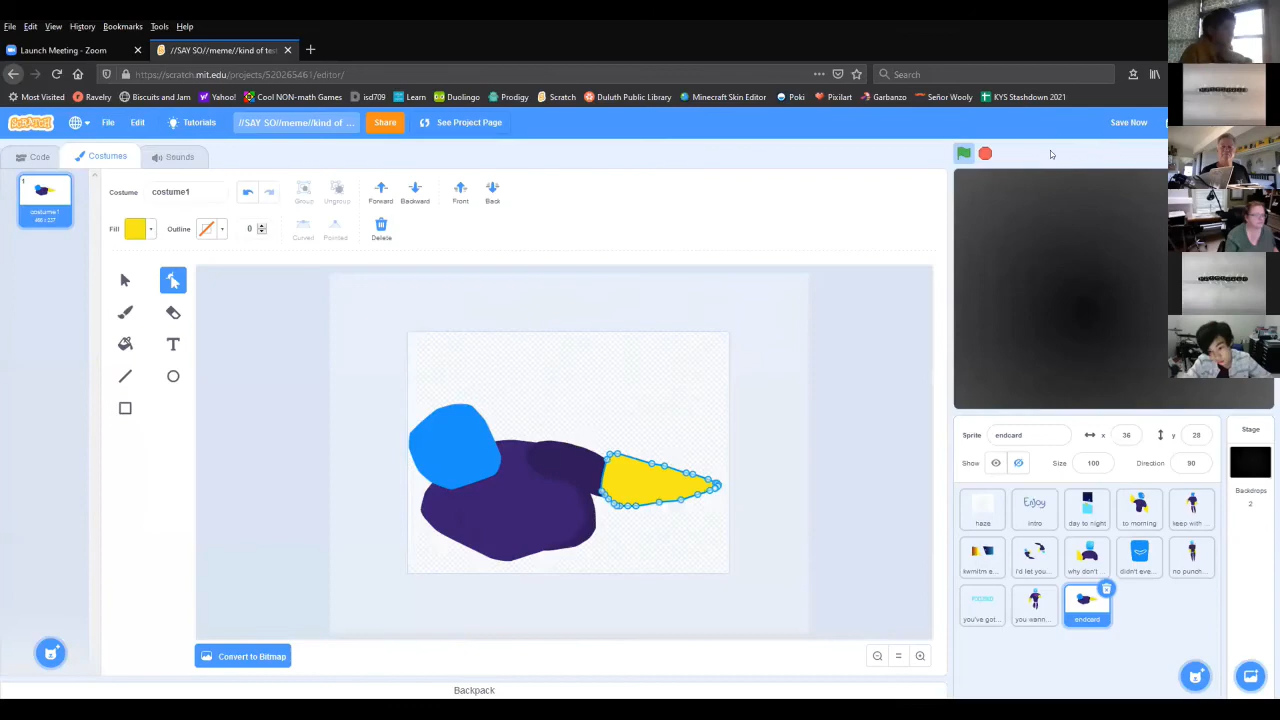 File Edit View History Bookmarks Tools Help
Launch Meeting - Zoom
//SAY SO//meme//kind of tes
https://scratch.mit.edu/projects/520265461/editor/
Search
Most Visited Ravelry Biscuits and Jam Yahoo! Cool NON-math Games isd709 Learn Duolingo Prodigy Scratch Duluth Public Library Minecraft Skin Editor Poki Pixilart Garbanzo Señor Wooly KYS Stashdown 2021
SCRATCH File Edit Tutorials //SAY SO//meme//kind of ... Share See Project Page Save Now
Code Costumes Sounds
1
costume1
Costume costume1 Group Ungroup Forward Backward Front Back
Fill Outline 0 Curved Pointed Delete
T
Convert to Bitmap
Backpack
Sprite endcard x 36 y 28
Show Size 100 Direction 90
Stage
Backdrops
2
Enjoy
haze intro day to night to morning keep with ...
i'd let you... why don't ... didn't eve... no punch...
you've got... you wann... endcard